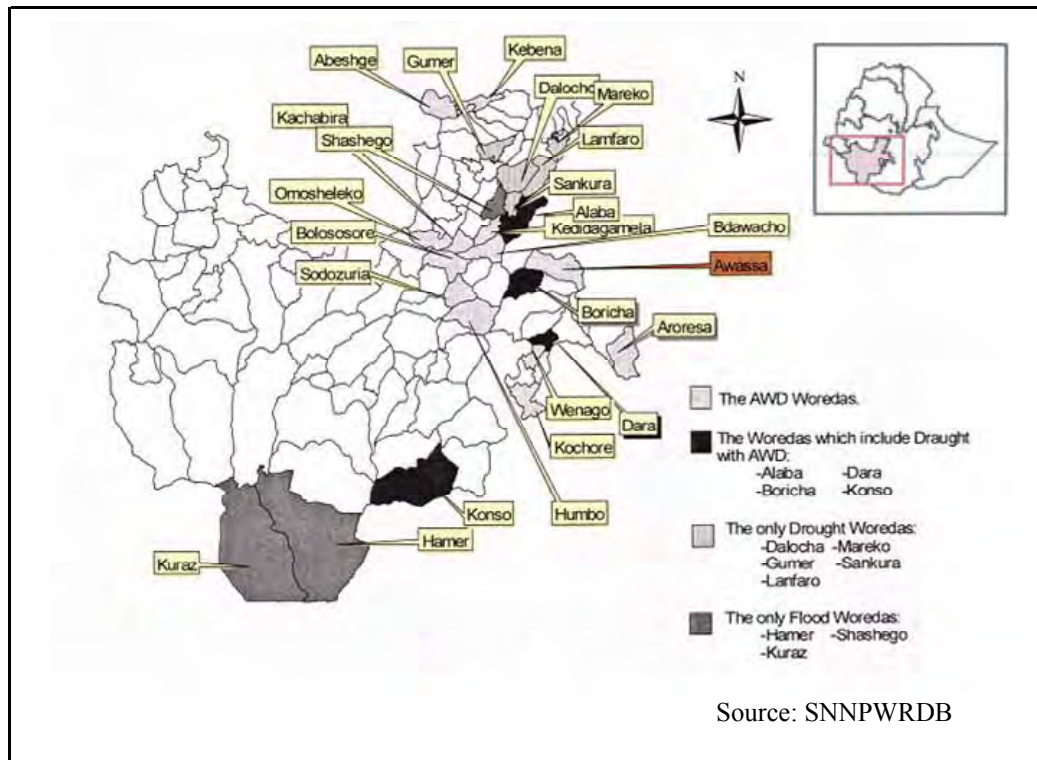 Kebena
Abeshge
Gumer
Dalocho
Mareko
Kachabira
Shashego
Lamfaro
Sankura
Omosheleko
Alaba
Kedidagamela
Bolososore
Bdawacho
Sodozuria
Awassa
Boricha
Aroresa
Wenago
Dara
Kochore
Konso
Humbo
Hamer
Kuraz
N
The AWD Woredas.
The Woredas which include Draught
with AWD:
-Alaba -Dara
-Boricha -Konso
The only Drought Woredas:
-Dalocha -Mareko
-Gumer -Sankura
-Lanfaro
The only Flood Woredas:
-Hamer -Shashego
-Kuraz
Source: SNNPWRDB